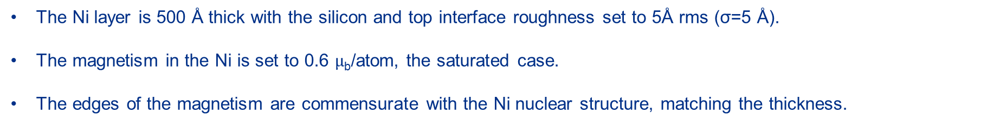 • The Ni layer is 500 Å thick with the silicon and top interface roughness set to 5Å rms (σ=5 Å).
• The magnetism in the Ni is set to 0.6 μb/atom, the saturated case.
• The edges of the magnetism are commensurate with the Ni nuclear structure, matching the thickness.